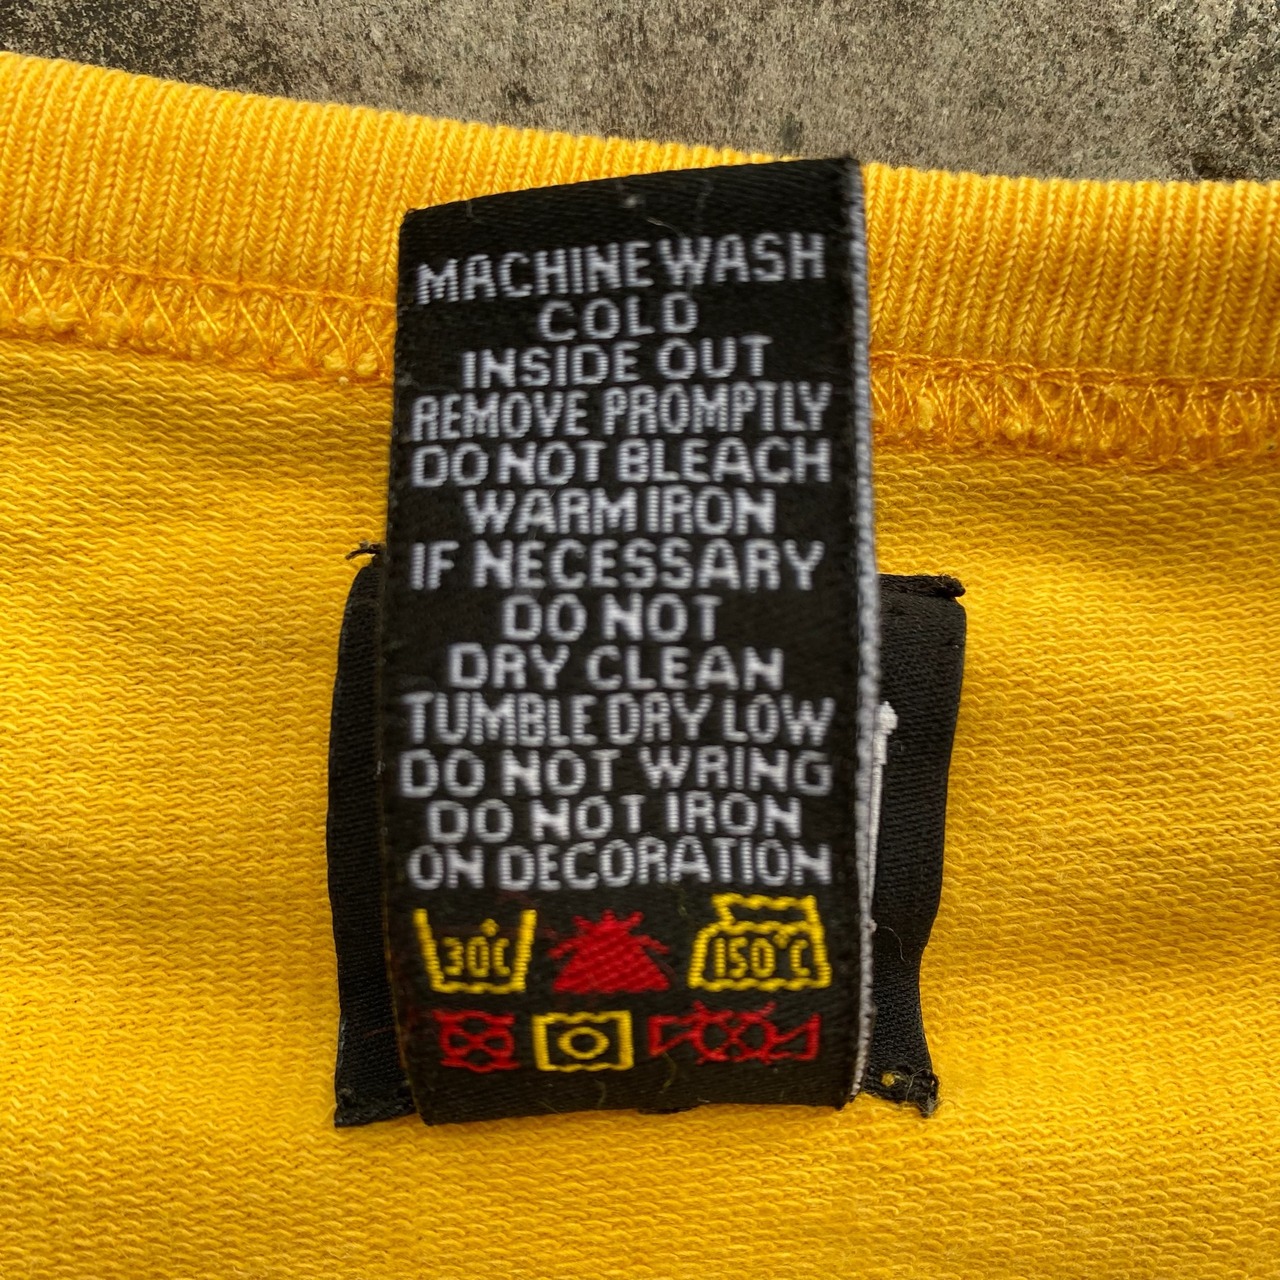 MACHINE WASH
COLD
INSIDE OUT
REMOVE PROMPTLY
DO NOT BLEACH
WARM IRON
IF NECESSARY
DO NOT
DRY CLEAN
TUMBLE DRY LOW
DO NOT WRING
DO NOT IRON
ON DECORATION
30°C 150°C